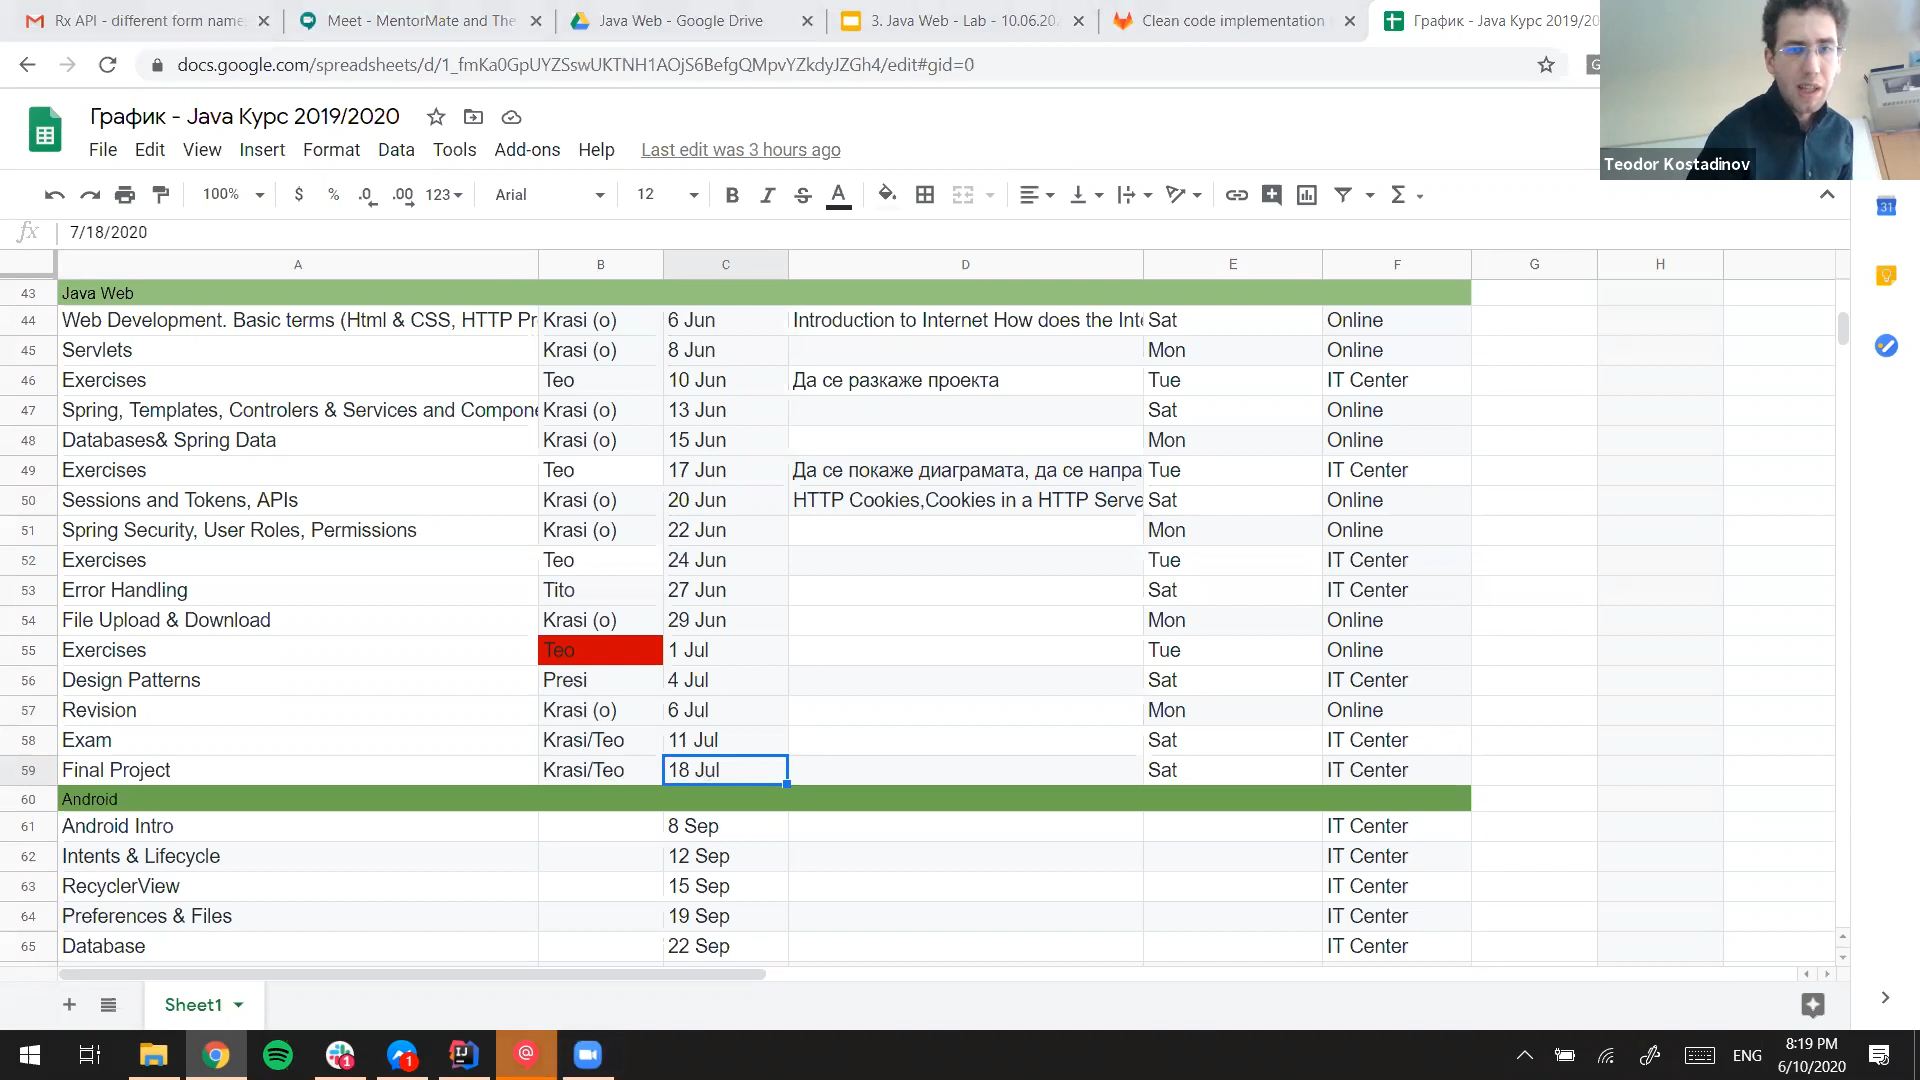 Rx API - different form name
Meet - MentorMate and The
Java Web - Google Drive
3. Java Web - Lab - 10.06.20
Clean code implementation
График - Java Курс 2019/20
docs.google.com/spreadsheets/d/1_fmKa0GpUYZSswUKTNH1AOjS6BefgQMpvYZkdyJZGh4/edit#gid=0
График - Java Курс 2019/2020
File Edit View Insert Format Data Tools Add-ons Help Last edit was 3 hours ago
Teodor Kostadinov
100% $ % .0 .00 123 Arial 12 B I S A
31
fx 7/18/2020
A B C D E F G H
43 Java Web
44 Web Development. Basic terms (Html & CSS, HTTP Pr Krasi (o) 6 Jun Introduction to Internet How does the Inte Sat Online
45 Servlets Krasi (o) 8 Jun Mon Online
46 Exercises Teo 10 Jun Да се разкаже проекта Tue IT Center
47 Spring, Templates, Controlers & Services and Compone Krasi (o) 13 Jun Sat Online
48 Databases& Spring Data Krasi (o) 15 Jun Mon Online
49 Exercises Teo 17 Jun Да се покаже диаграмата, да се напра Tue IT Center
50 Sessions and Tokens, APIs Krasi (o) 20 Jun HTTP Cookies,Cookies in a HTTP Serve Sat Online
51 Spring Security, User Roles, Permissions Krasi (o) 22 Jun Mon Online
52 Exercises Teo 24 Jun Tue IT Center
53 Error Handling Tito 27 Jun Sat IT Center
54 File Upload & Download Krasi (o) 29 Jun Mon Online
55 Exercises Teo 1 Jul Tue Online
56 Design Patterns Presi 4 Jul Sat IT Center
57 Revision Krasi (o) 6 Jul Mon Online
58 Exam Krasi/Teo 11 Jul Sat IT Center
59 Final Project Krasi/Teo 18 Jul Sat IT Center
60 Android
61 Android Intro 8 Sep IT Center
62 Intents & Lifecycle 12 Sep IT Center
63 RecyclerView 15 Sep IT Center
64 Preferences & Files 19 Sep IT Center
65 Database 22 Sep IT Center
Sheet1
ENG
8:19 PM
6/10/2020